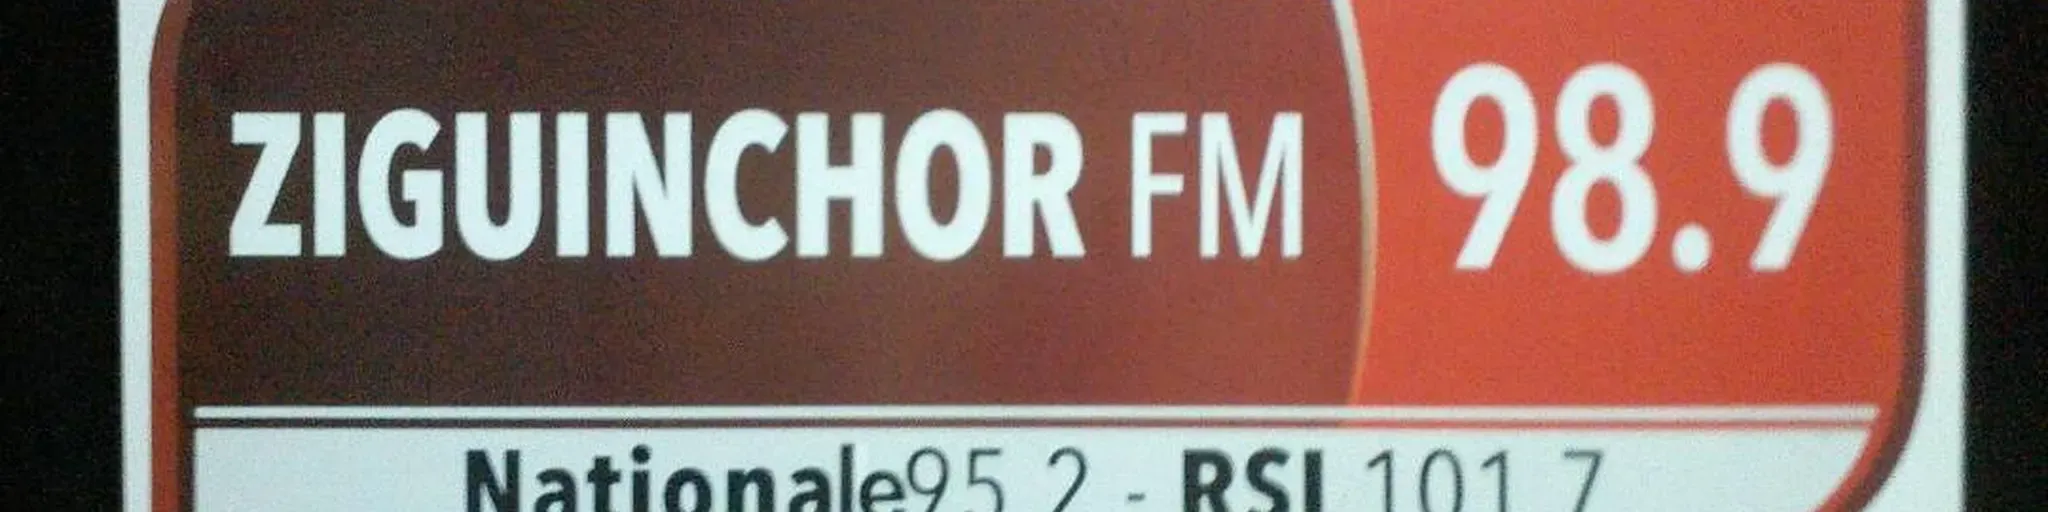 ZIGUINCHOR FM 98.9
Nationale95.2 - RSI 101.7